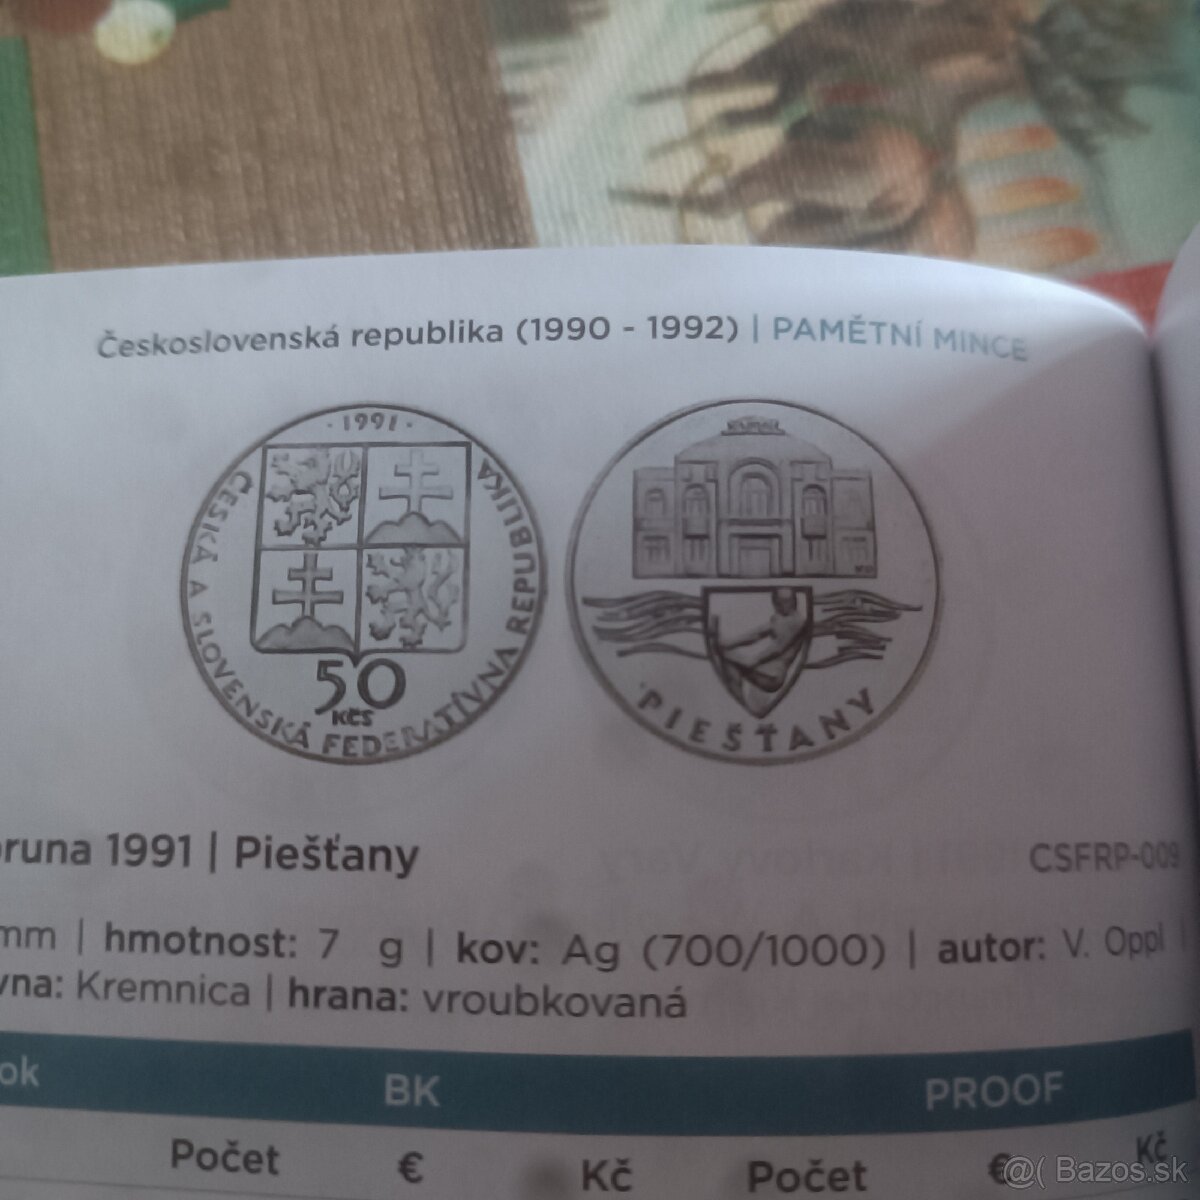 Československá republika (1990 - 1992) | PAMĚTNÍ MINCE
· 1991 ·
ČESKÁ A SLOVENSKÁ FEDERATÍVNA REPUBLIKA
50
KČS
PIEŠŤANY
oruna 1991 | Piešťany
CSFRP-009
mm | hmotnost: 7 g | kov: Ag (700/1000) | autor: V. Oppl |
vna: Kremnica | hrana: vroubkovaná
ok BK PROOF
Počet € Kč Počet € Kč
@( Bazos.sk